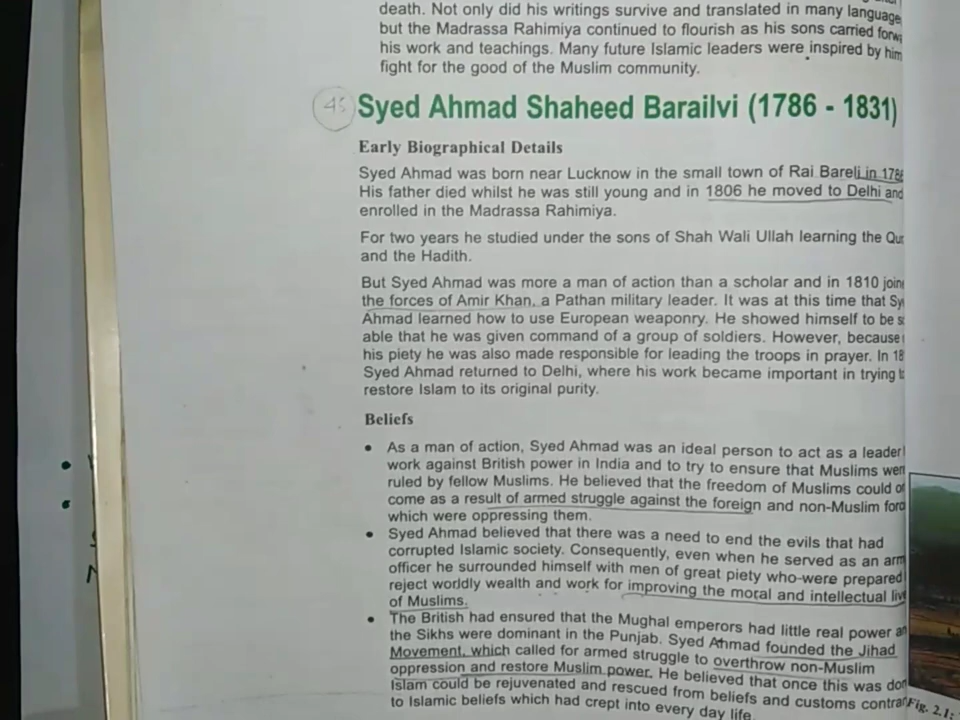 death. Not only did his writings survive and translated in many language
but the Madrassa Rahimiya continued to flourish as his sons carried forw
his work and teachings. Many future Islamic leaders were inspired by him
fight for the good of the Muslim community.
Syed Ahmad Shaheed Barailvi (1786 - 1831)
Early Biographical Details
Syed Ahmad was born near Lucknow in the small town of Rai Bareli in 178
His father died whilst he was still young and in 1806 he moved to Delhi and
enrolled in the Madrassa Rahimiya.
For two years he studied under the sons of Shah Wali Ullah learning the Qur
and the Hadith.
But Syed Ahmad was more a man of action than a scholar and in 1810 join
the forces of Amir Khan, a Pathan military leader. It was at this time that Sy
Ahmad learned how to use European weaponry. He showed himself to be s
able that he was given command of a group of soldiers. However, because
his piety he was also made responsible for leading the troops in prayer. In 18
Syed Ahmad returned to Delhi, where his work became important in trying t
restore Islam to its original purity.
Beliefs
• As a man of action, Syed Ahmad was an ideal person to act as a leader
work against British power in India and to try to ensure that Muslims wer
ruled by fellow Muslims. He believed that the freedom of Muslims could o
come as a result of armed struggle against the foreign and non-Muslim forc
which were oppressing them.
• Syed Ahmad believed that there was a need to end the evils that had
corrupted Islamic society. Consequently, even when he served as an arm
officer he surrounded himself with men of great piety who were prepared
reject worldly wealth and work for improving the moral and intellectual liv
of Muslims.
• The British had ensured that the Mughal emperors had little real power a
the Sikhs were dominant in the Punjab. Syed Ahmad founded the Jihad
Movement, which called for armed struggle to overthrow non-Muslim
oppression and restore Muslim power. He believed that once this was don
Islam could be rejuvenated and rescued from beliefs and customs contrar
to Islamic beliefs which had crept into every day life.
Fig. 2.1: